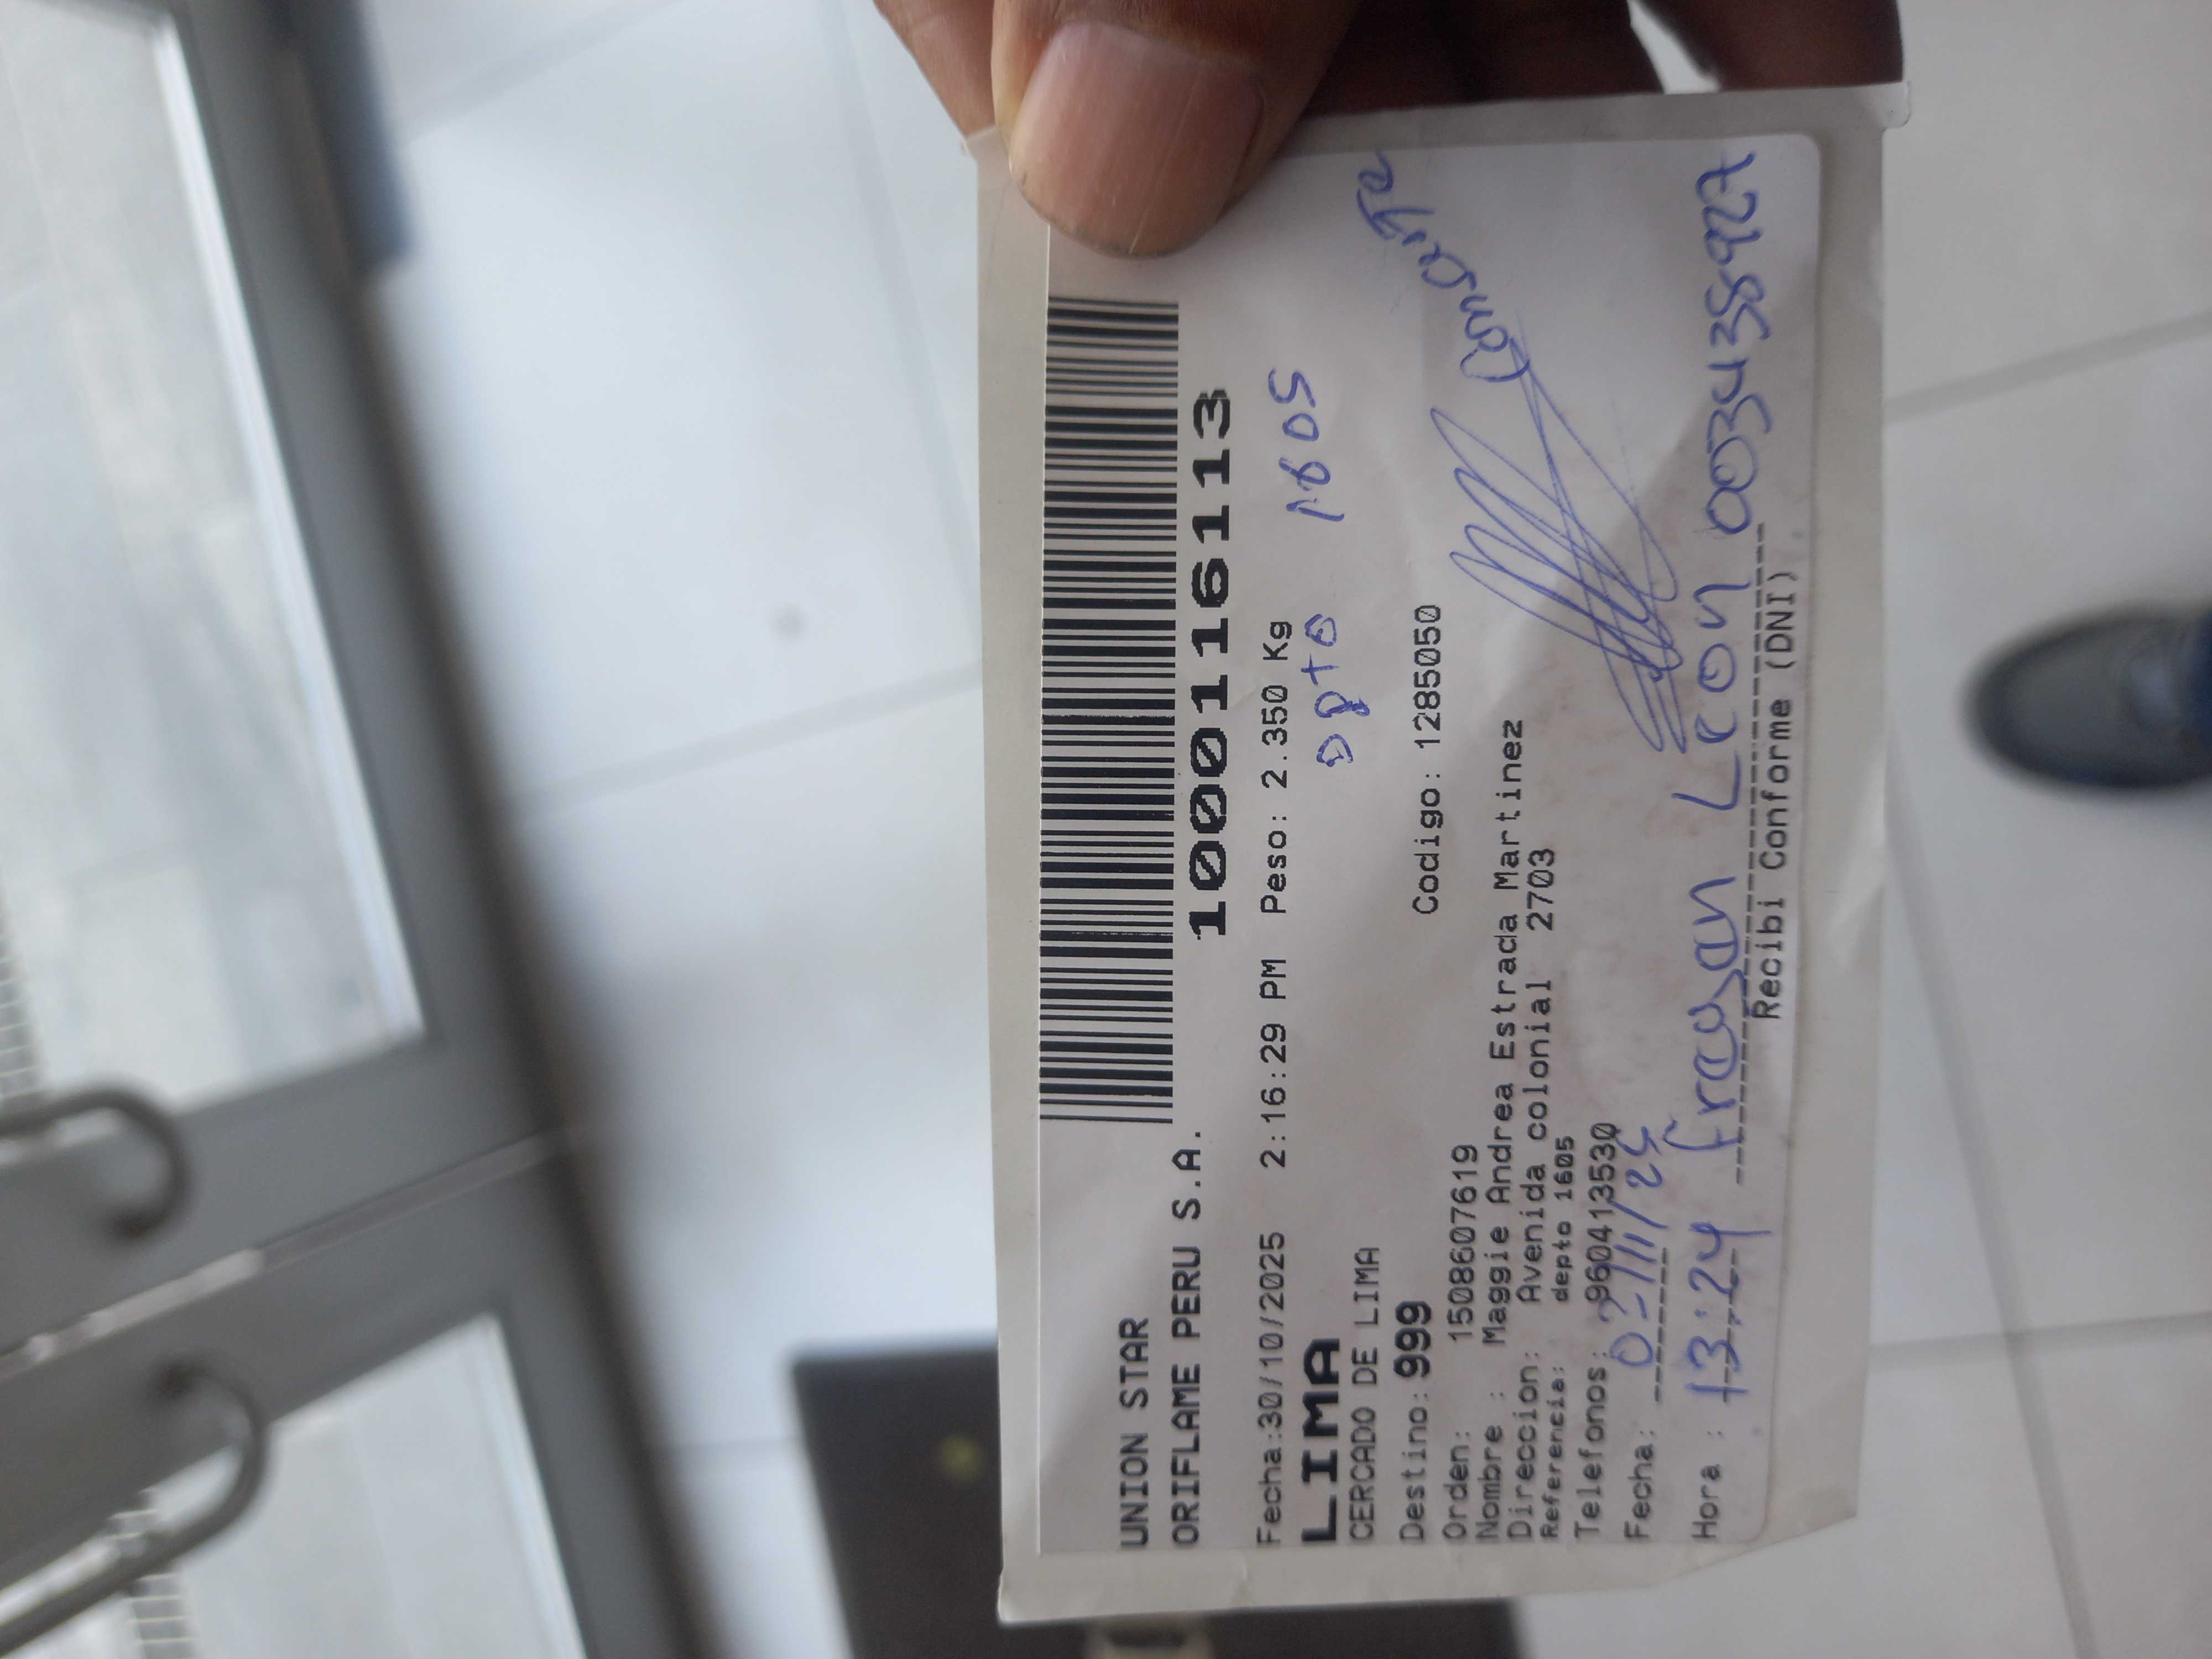 UNION STAR
ORIFLAME PERU S.A.
10001116113
Fecha:30/10/2025 2:16:29 PM Peso: 2.350 Kg
LIMA dpto 1605
CERCADO DE LIMA
Destino: 999 Codigo: 1285050
Orden: 1508607619
Nombre : Maggie Andrea Estrada Martinez
Direccion: Avenida colonial 2703
Referencia: depto 1605
Telefonos: 960413530
Fecha:
Hora : 13:24
Recibi Conforme (DNI)